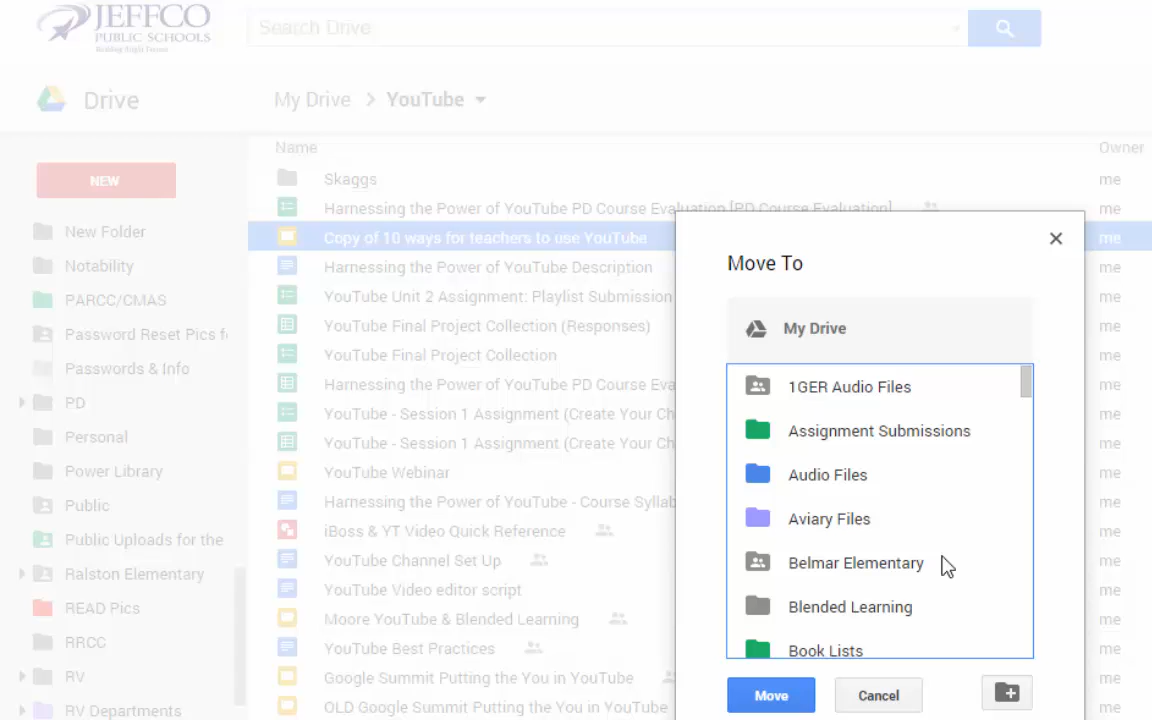 JEFFCO
PUBLIC SCHOOLS
Search Drive
Drive
My Drive > YouTube
Name
Owner
NEW
New Folder
Notability
PARCC/CMAS
Password Reset Pics f
Passwords & Info
PD
Personal
Power Library
Public
Public Uploads for the
Ralston Elementary
READ Pics
RRCC
RV
RV Departments
Skaggs
me
Harnessing the Power of YouTube PD Course Evaluation [PD Course Evaluation]
me
Copy of 10 ways for teachers to use YouTube
me
Harnessing the Power of YouTube Description
me
YouTube Unit 2 Assignment: Playlist Submission
me
YouTube Final Project Collection (Responses)
me
YouTube Final Project Collection
me
Harnessing the Power of YouTube PD Course Eva
me
YouTube - Session 1 Assignment (Create Your Ch
me
YouTube - Session 1 Assignment (Create Your Ch
me
YouTube Webinar
me
Harnessing the Power of YouTube - Course Syllab
me
iBoss & YT Video Quick Reference
me
YouTube Channel Set Up
me
YouTube Video editor script
me
Moore YouTube & Blended Learning
me
YouTube Best Practices
me
Google Summit Putting the You in YouTube
me
OLD Google Summit Putting the You in YouTube
me
Move To
My Drive
1GER Audio Files
Assignment Submissions
Audio Files
Aviary Files
Belmar Elementary
Blended Learning
Book Lists
Move
Cancel